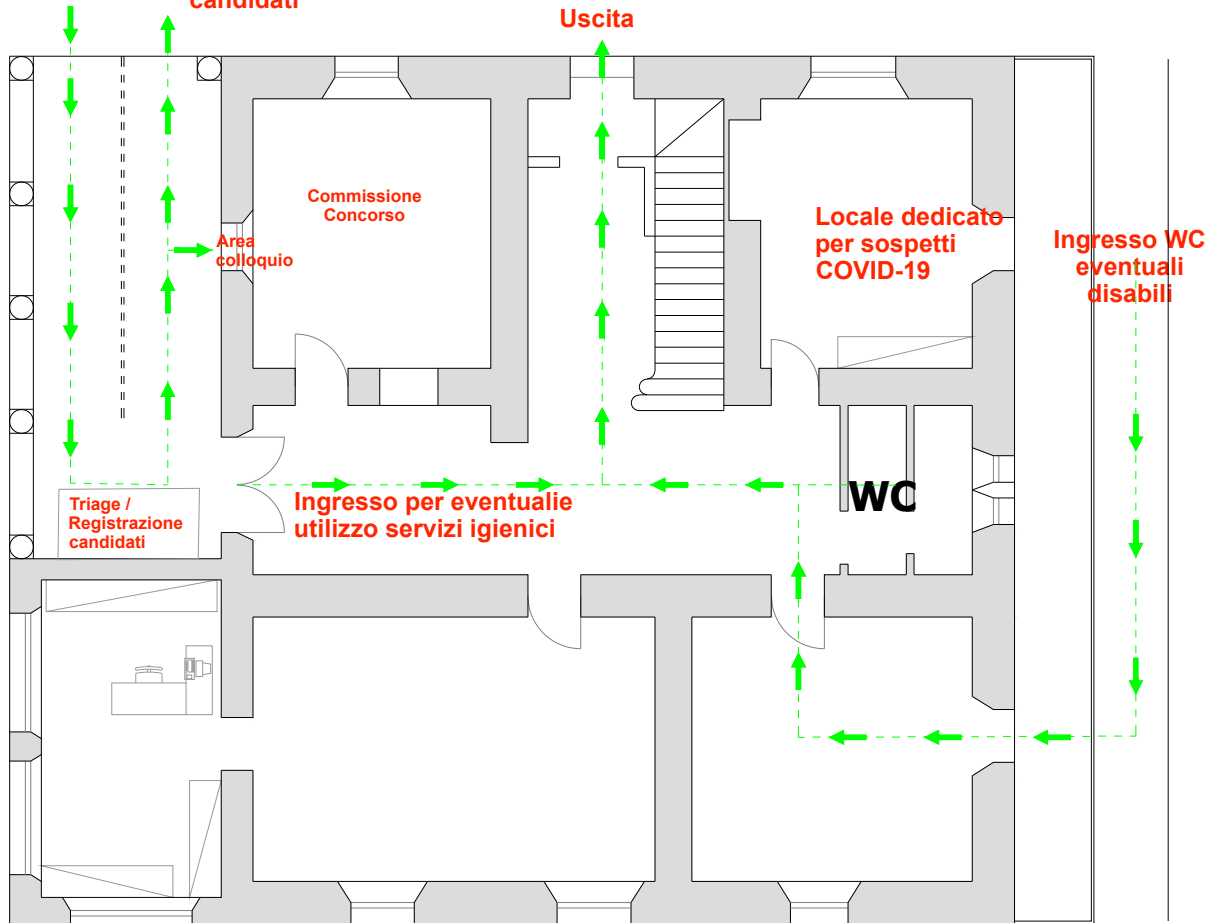 candidati
Uscita
Commissione
Concorso
Area
colloquio
Locale dedicato
per sospetti
COVID-19
Ingresso WC
eventuali
disabili
Triage /
Registrazione
candidati
Ingresso per eventualie
utilizzo servizi igienici
WC